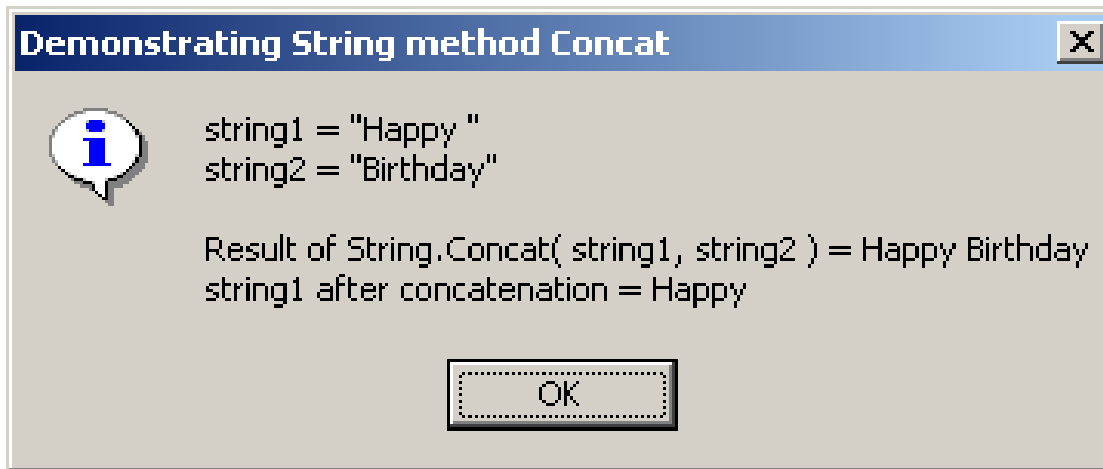 Demonstrating String method Concat
string1 = "Happy "
string2 = "Birthday"
Result of String.Concat( string1, string2 ) = Happy Birthday
string1 after concatenation = Happy
OK